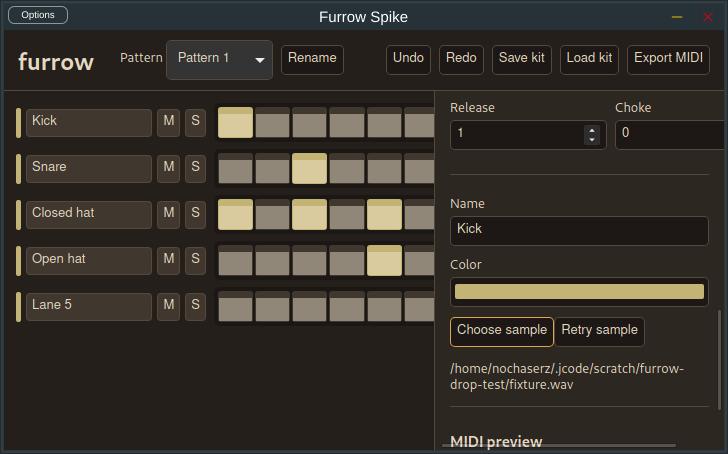 Options
Furrow Spike
furrow
Pattern
Pattern 1
Rename
Undo
Redo
Save kit
Load kit
Export MIDI
Kick
M
S
Snare
M
S
Closed hat
M
S
Open hat
M
S
Lane 5
M
S
Release
Choke
1
0
Name
Kick
Color
Choose sample
Retry sample
/home/nochaserz/.jcode/scratch/furrow-
drop-test/fixture.wav
MIDI preview